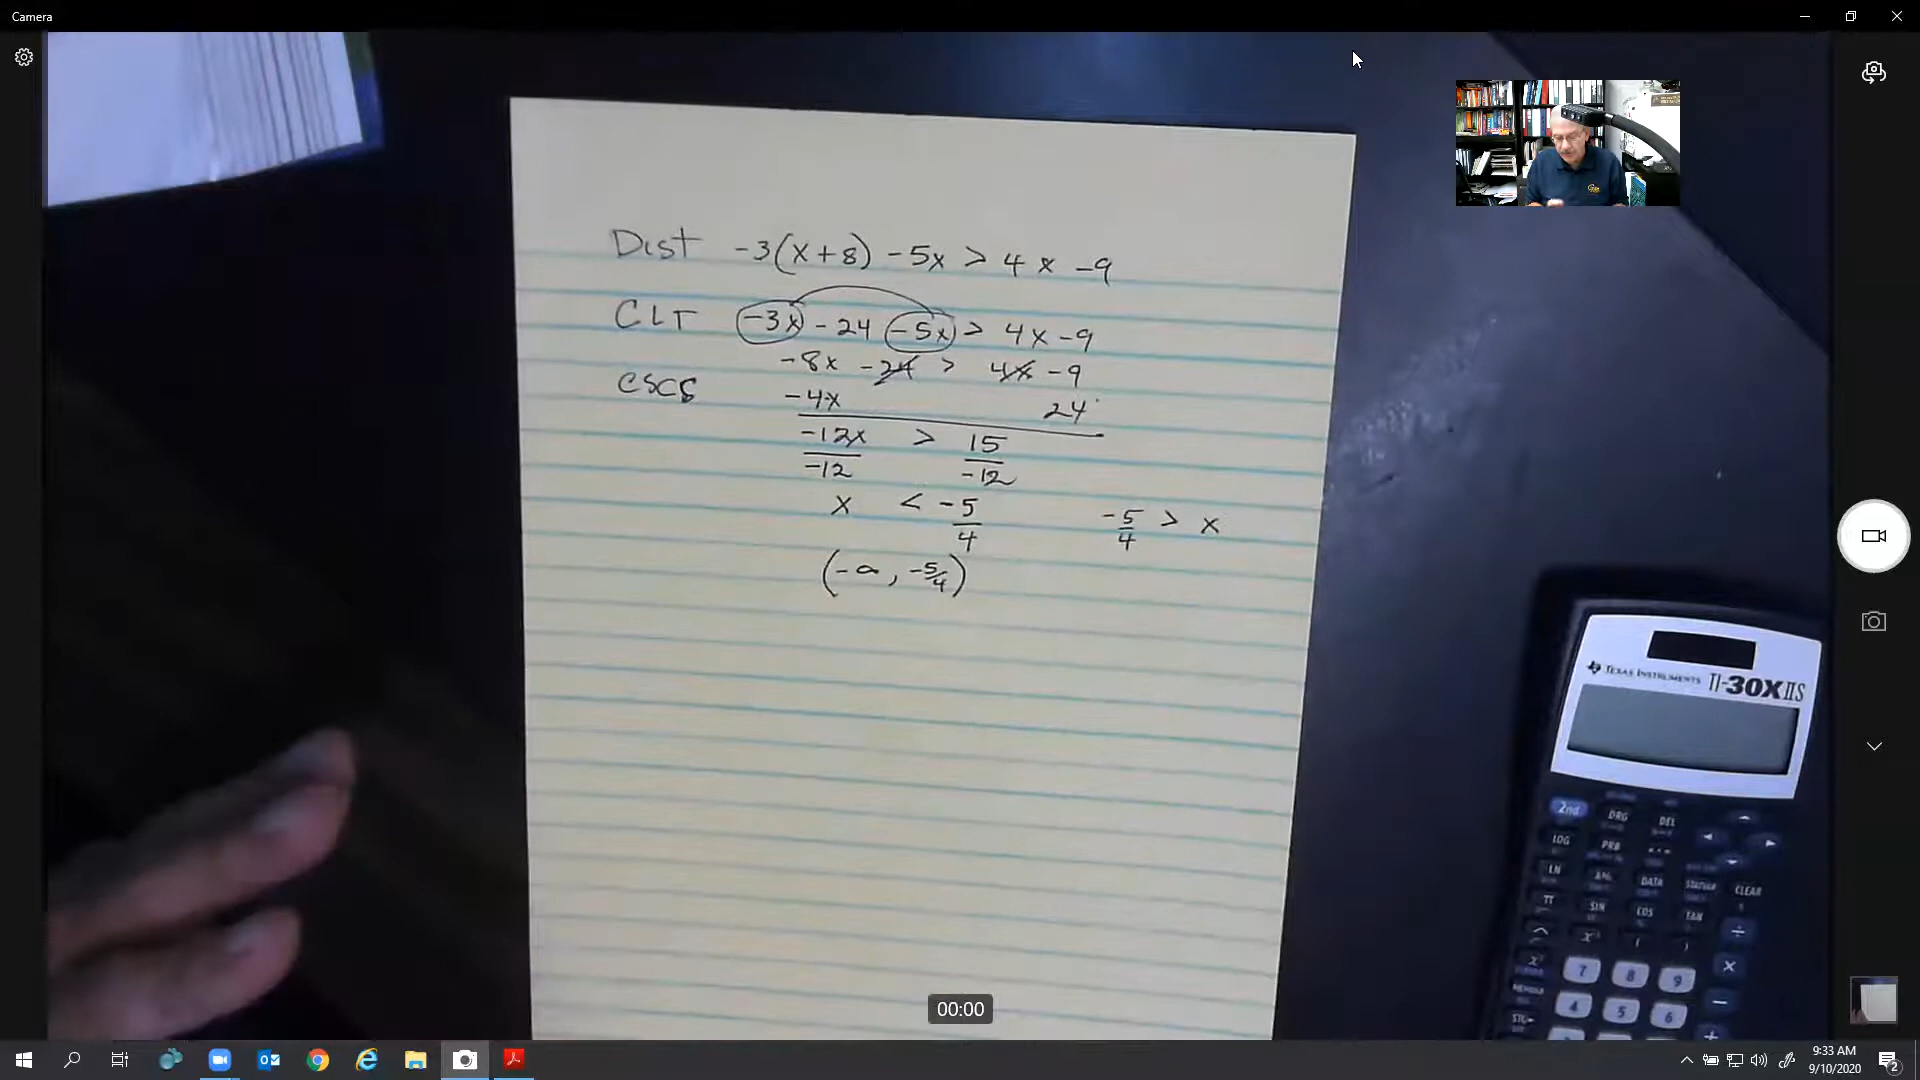 Camera
Dist -3(x+8) -5x > 4x -9
CLT -3x - 24 -5x > 4x -9
-8x -24 > 4x -9
CSCS -4x 24
-12x > 15
-12 -12
x < -5/4 -5/4 > x
(-∞, -5/4)
TEXAS INSTRUMENTS TI-30X IIS
2nd DRG DEL
LOG PRB
LN DATA STATVAR CLEAR
π SIN COS TAN
^ ( ) ÷
7 8 9 ×
4 5 6 −
+
00:00
9:33 AM
9/10/2020
2